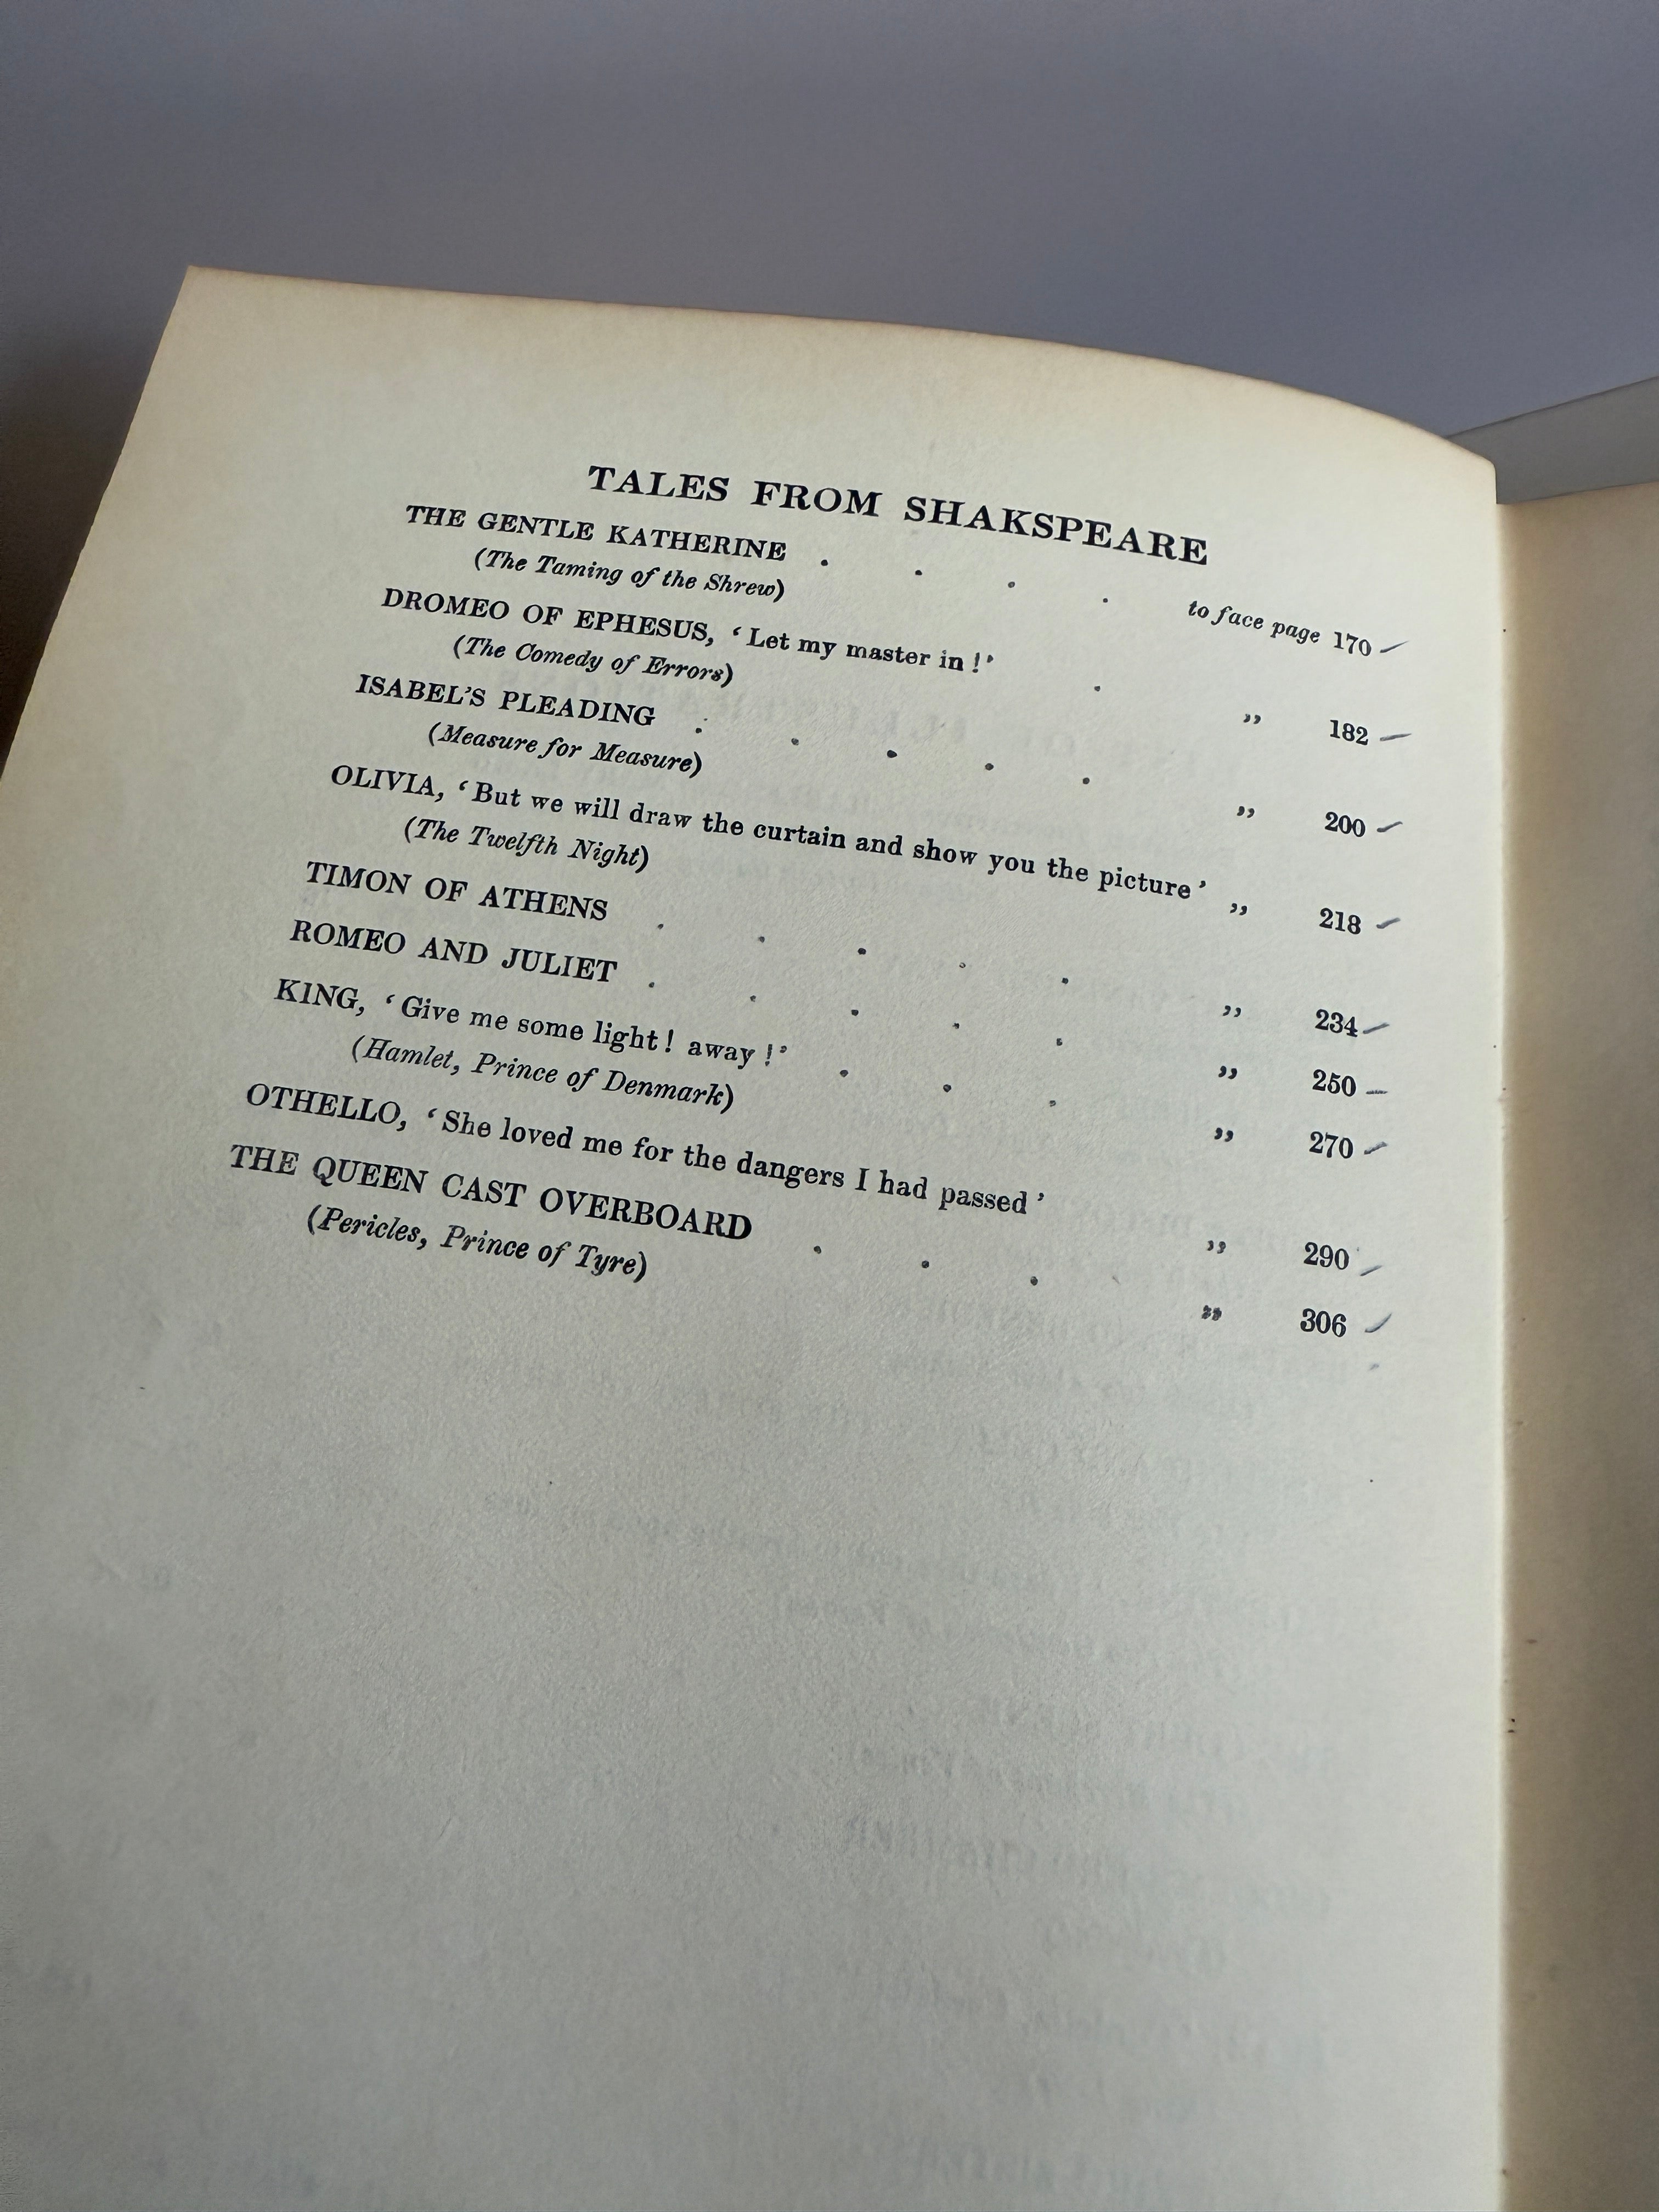 TALES FROM SHAKSPEARE
THE GENTLE KATHERINE . . . . to face page 170
(The Taming of the Shrew)
DROMEO OF EPHESUS, ‘Let my master in!’ . ,, 182
(The Comedy of Errors)
ISABEL’S PLEADING . . . . . ,, 200
(Measure for Measure)
OLIVIA, ‘But we will draw the curtain and show you the picture’ ,, 218
(The Twelfth Night)
TIMON OF ATHENS . . . . . ,, 234
ROMEO AND JULIET . . . . . ,, 250
KING, ‘Give me some light! away!’ . . . ,, 270
(Hamlet, Prince of Denmark)
OTHELLO, ‘She loved me for the dangers I had passed’ ,, 290
THE QUEEN CAST OVERBOARD . . . ,, 306
(Pericles, Prince of Tyre)